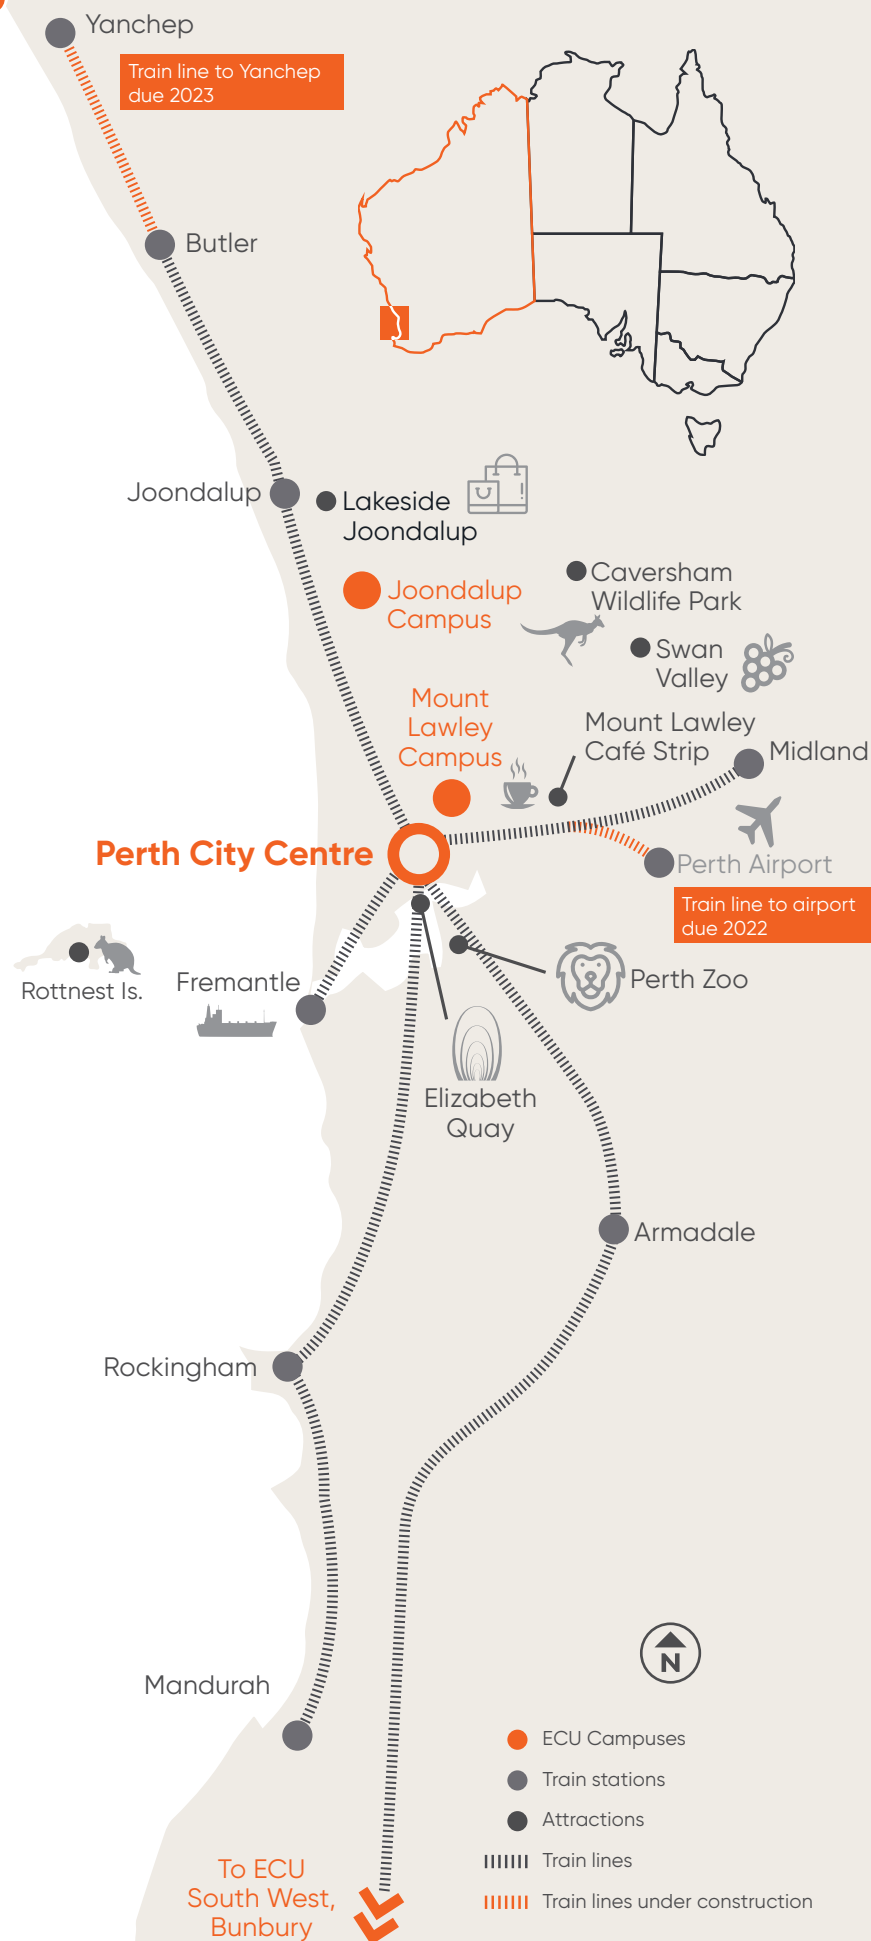 Yanchep
Train line to Yanchep
due 2023
Butler
Joondalup
Lakeside
Joondalup
Joondalup
Campus
Caversham
Wildlife Park
Swan
Valley
Mount
Lawley
Campus
Mount Lawley
Café Strip
Midland
Perth City Centre
Perth Airport
Train line to airport
due 2022
Rottnest Is.
Fremantle
Perth Zoo
Elizabeth
Quay
Armadale
Rockingham
Mandurah
N
ECU Campuses
Train stations
Attractions
Train lines
Train lines under construction
To ECU
South West,
Bunbury